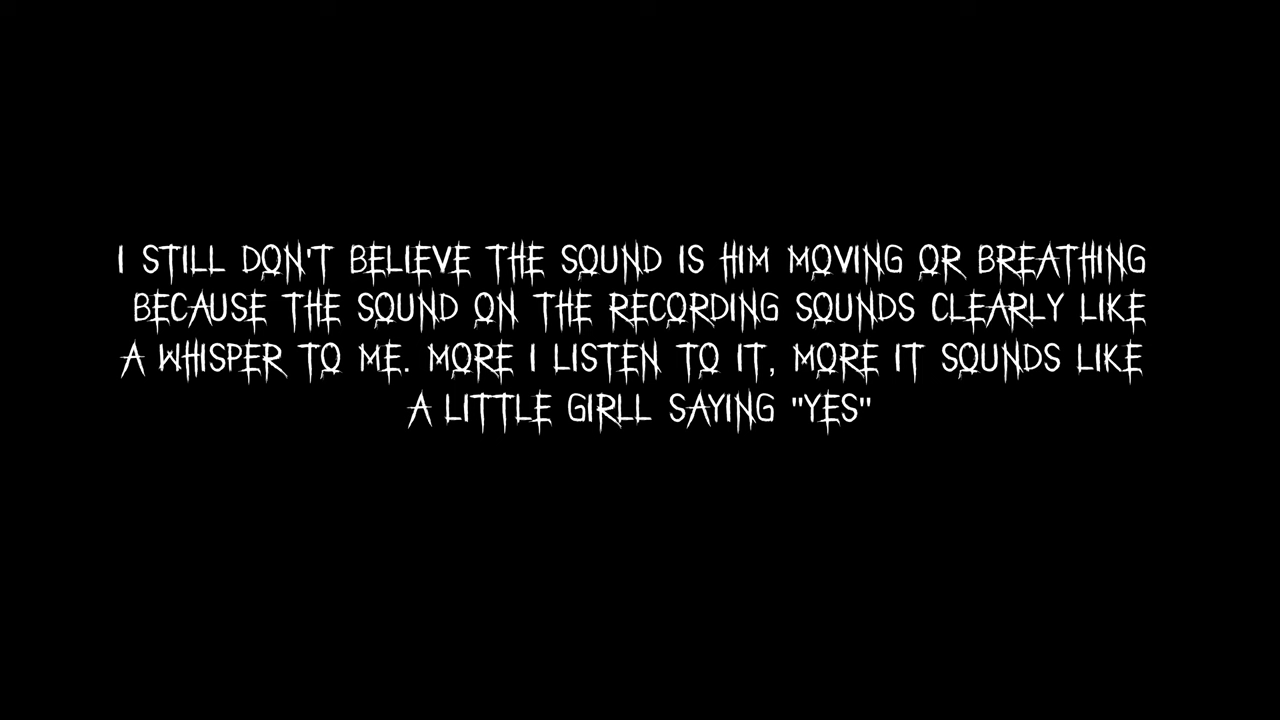 I STILL DON'T BELIEVE THE SOUND IS HIM MOVING OR BREATHING
BECAUSE THE SOUND ON THE RECORDING SOUNDS CLEARLY LIKE
A WHISPER TO ME. MORE I LISTEN TO IT, MORE IT SOUNDS LIKE
A LITTLE GIRLL SAYING "YES"